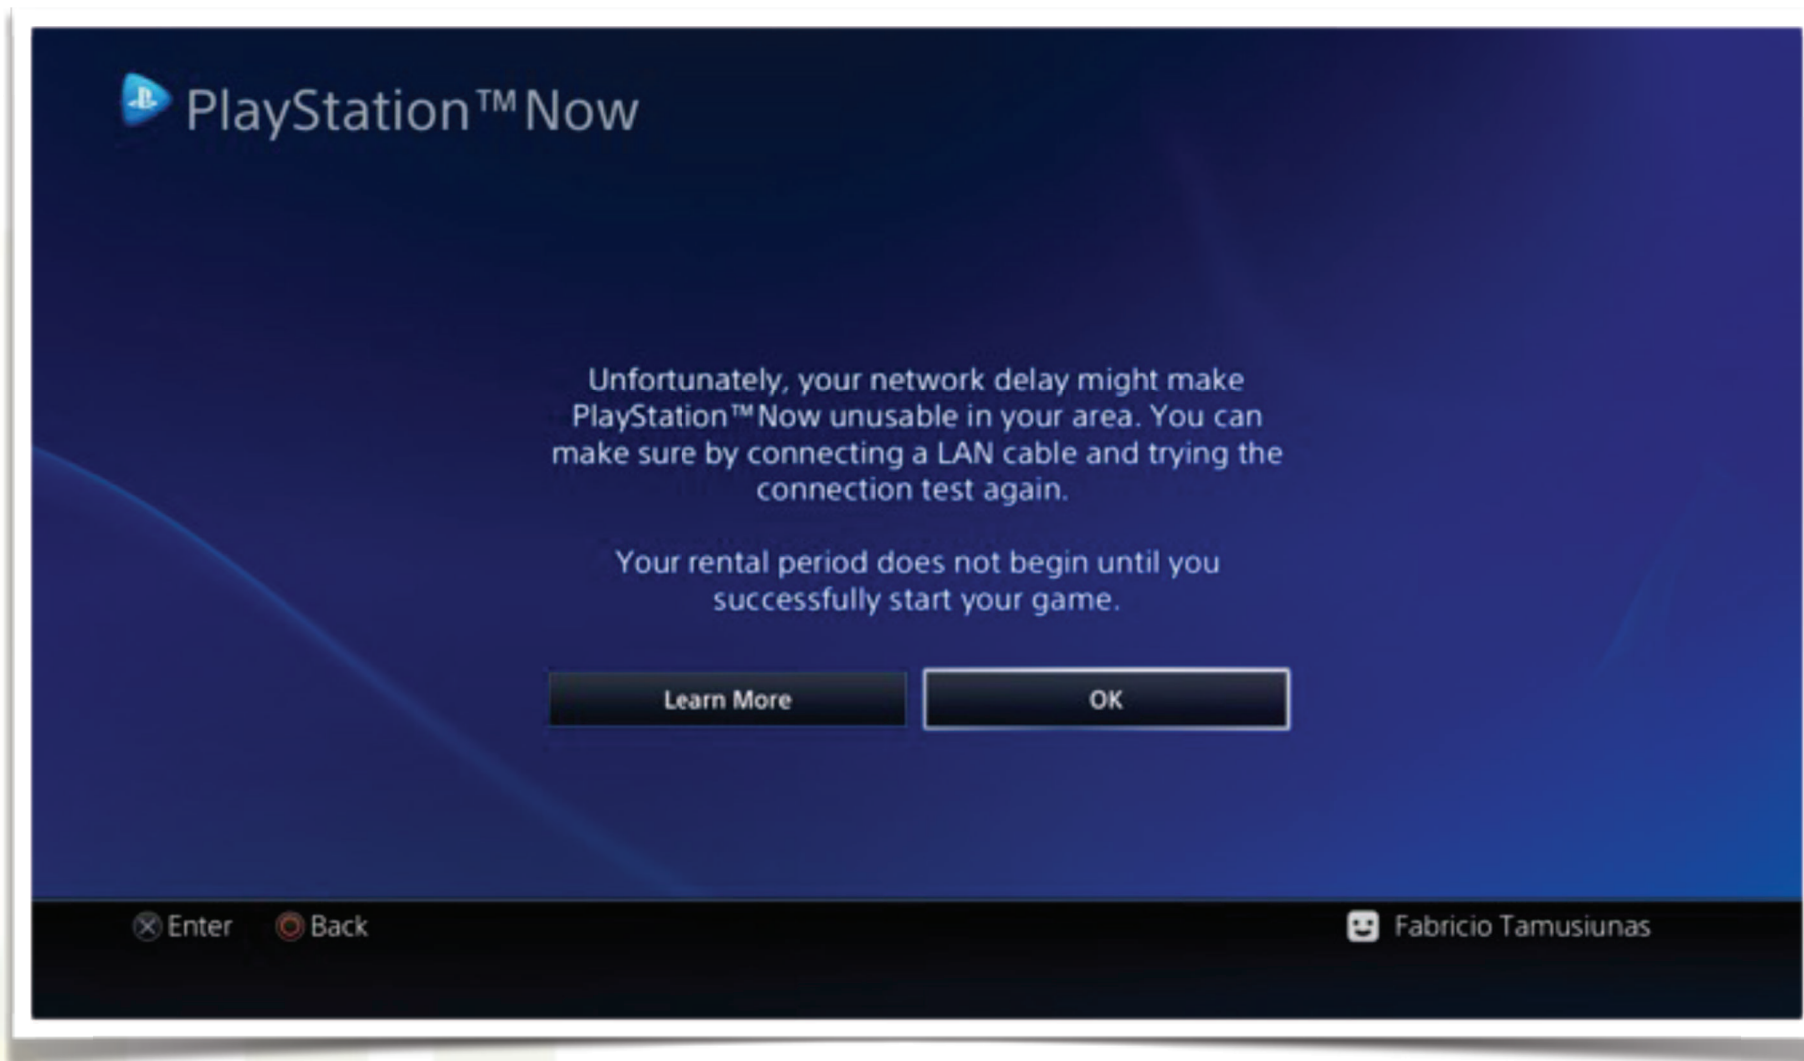 PlayStation™Now
Unfortunately, your network delay might make
PlayStation™Now unusable in your area. You can
make sure by connecting a LAN cable and trying the
connection test again.
Your rental period does not begin until you
successfully start your game.
Learn More
OK
Enter
Back
Fabricio Tamusiunas